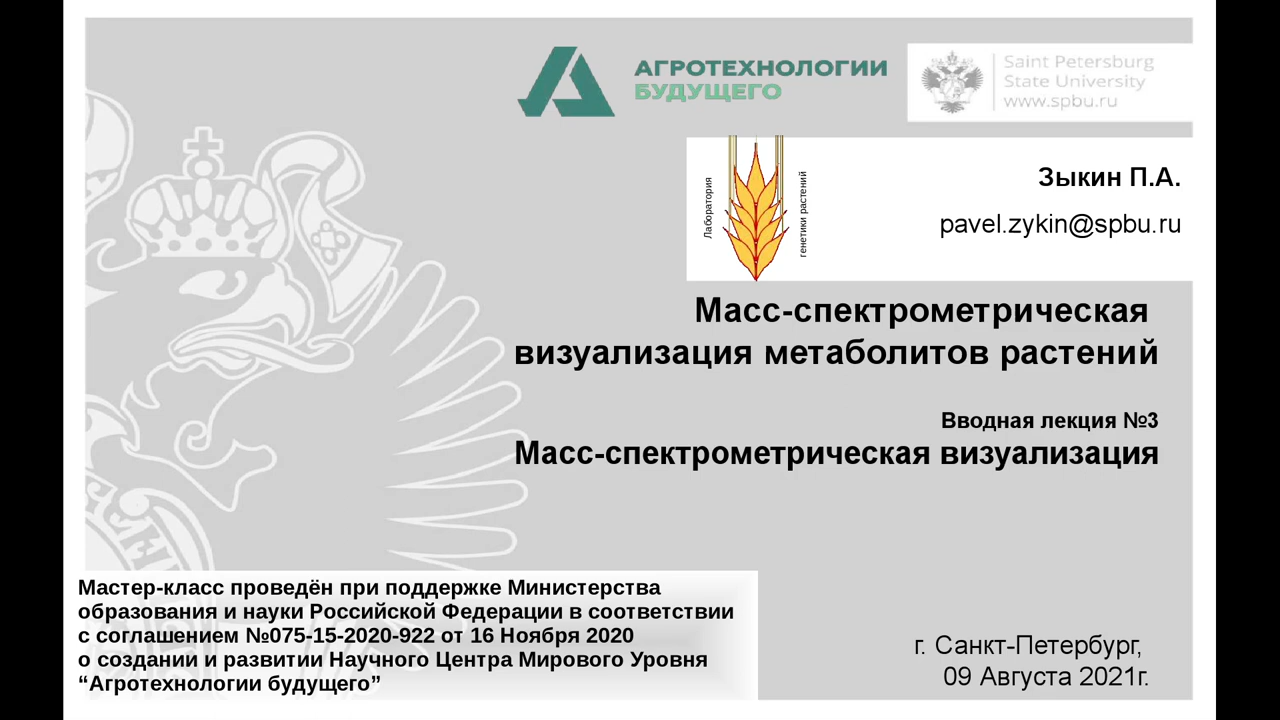 АГРОТЕХНОЛОГИИ
БУДУЩЕГО
Saint Petersburg
State University
www.spbu.ru
Лаборатория
генетики растений
Зыкин П.А.
pavel.zykin@spbu.ru
Масс-спектрометрическая
визуализация метаболитов растений
Вводная лекция №3
Масс-спектрометрическая визуализация
Мастер-класс проведён при поддержке Министерства
образования и науки Российской Федерации в соответствии
с соглашением №075-15-2020-922 от 16 Ноября 2020
о создании и развитии Научного Центра Мирового Уровня
“Агротехнологии будущего”
г. Санкт-Петербург,
09 Августа 2021г.